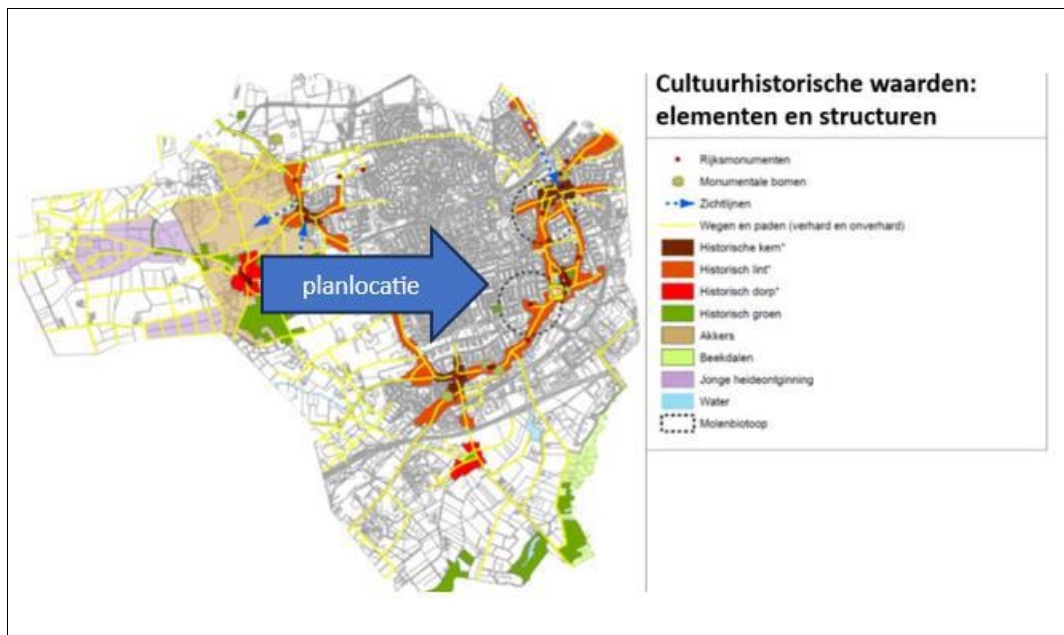 Cultuurhistorische waarden:
elementen en structuren
Rijksmonumenten
Monumentale bomen
Zichtlijnen
Wegen en paden (verhard en onverhard)
Historische kern*
Historisch lint*
Historisch dorp*
Historisch groen
Akkers
Beekdalen
Jonge heideontginning
Water
Molenbiotoop
planlocatie